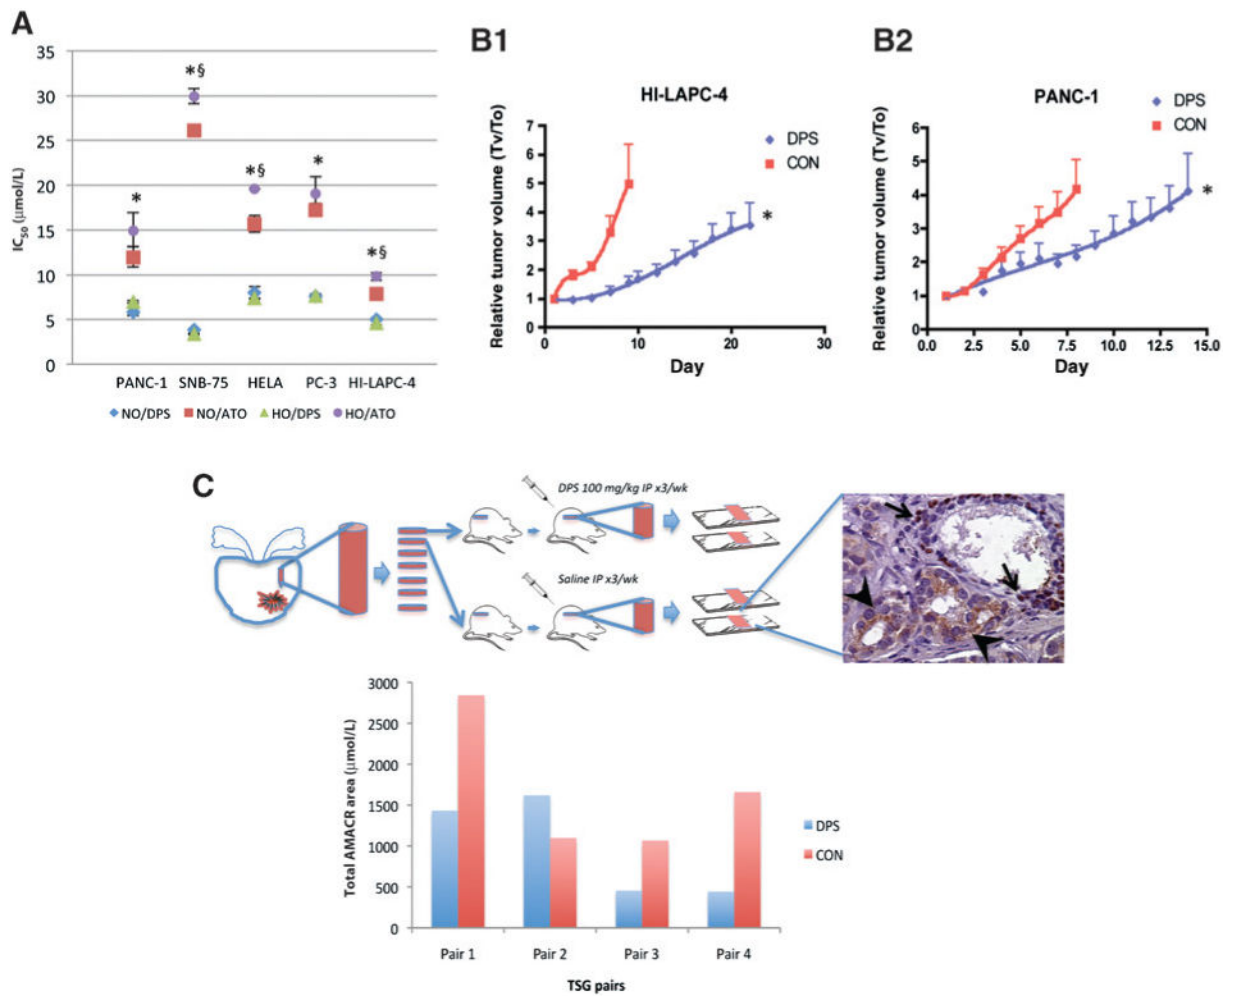 A
35
30
25
20
15
10
5
0
IC50 (μmol/L)
*
*§
*§
*
*§
PANC-1 SNB-75 HELA PC-3 HI-LAPC-4
NO/DPS NO/ATO HO/DPS HO/ATO
B1
HI-LAPC-4
Relative tumor volume (Tv/To)
7
6
5
4
3
2
1
0
DPS
CON
*
0 10 20 30
Day
B2
PANC-1
Relative tumor volume (Tv/To)
6
5
4
3
2
1
0
DPS
CON
*
0.0 2.5 5.0 7.5 10.0 12.5 15.0
Day
C
DPS 100 mg/kg IP x3/wk
Saline IP x3/wk
Total AMACR area (μmol/L)
3000
2500
2000
1500
1000
500
0
DPS
CON
Pair 1 Pair 2 Pair 3 Pair 4
TSG pairs